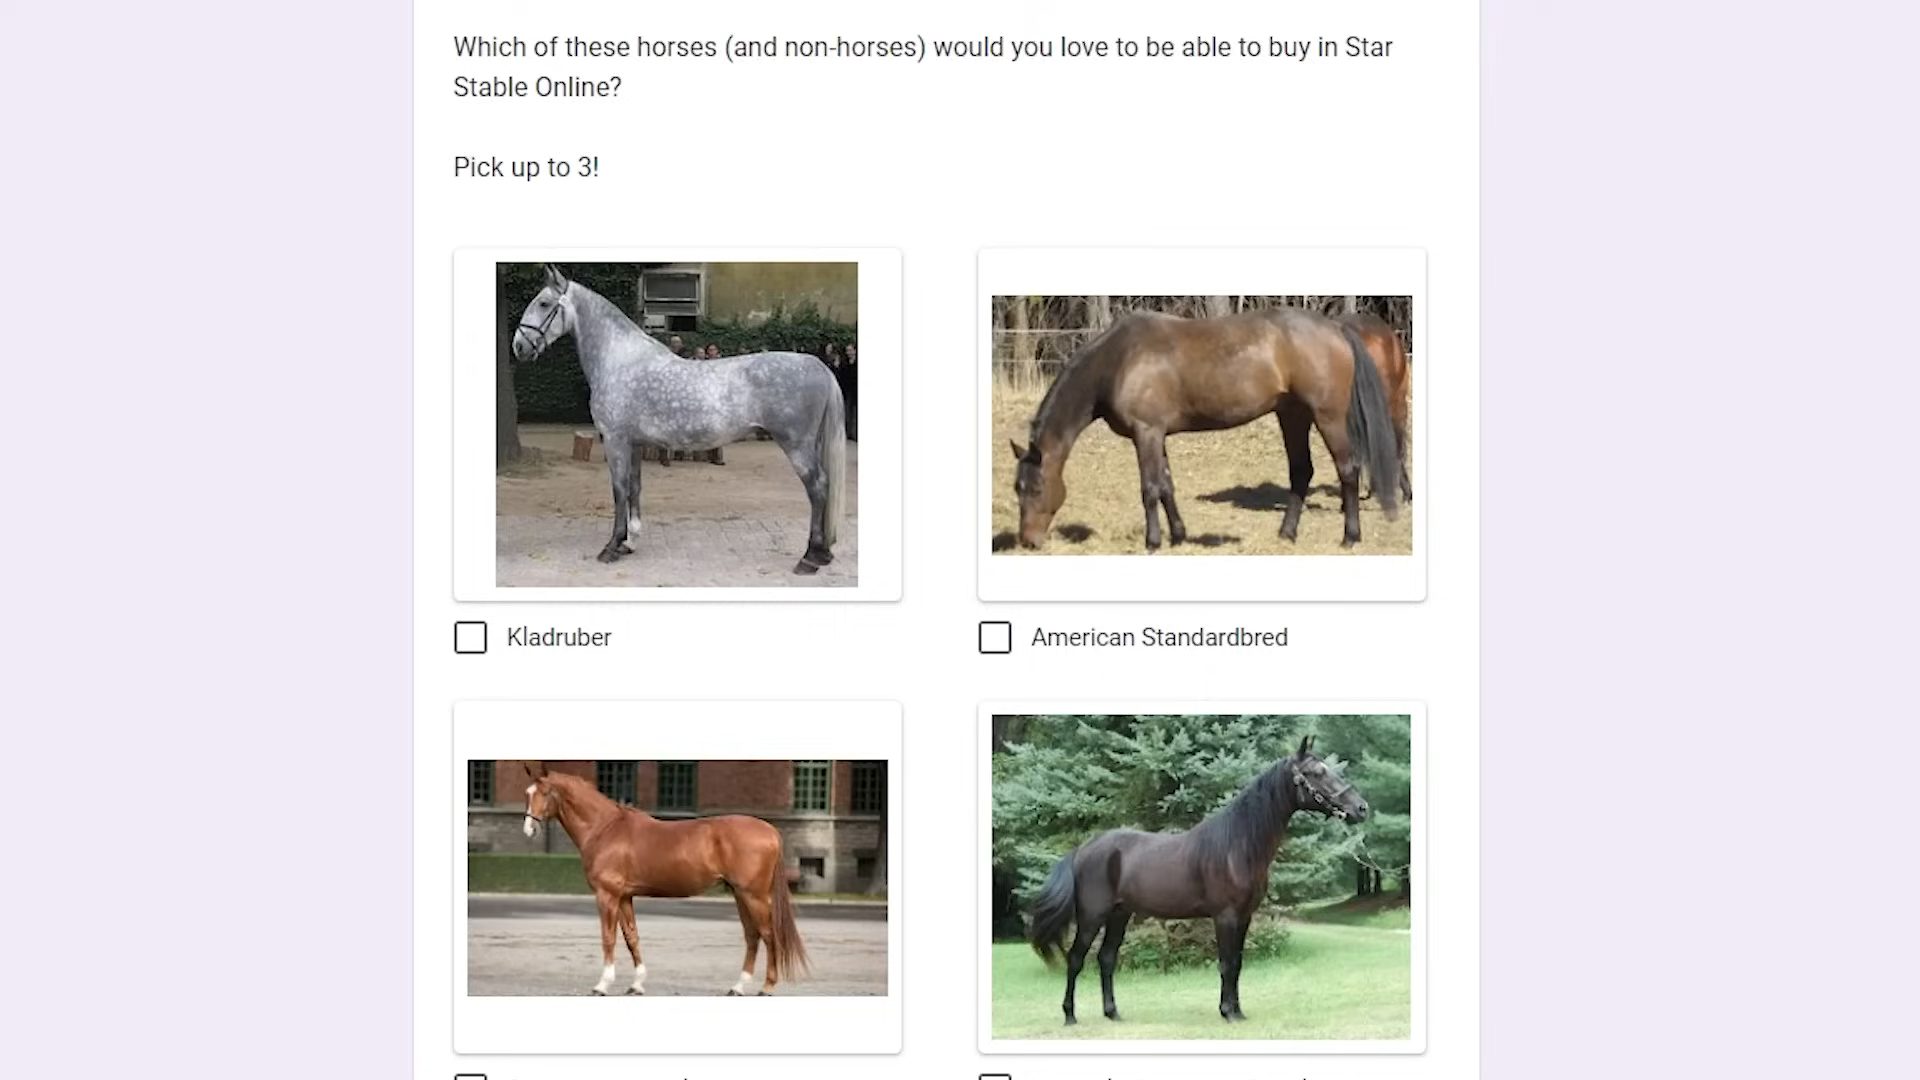 Which of these horses (and non-horses) would you love to be able to buy in Star
Stable Online?
Pick up to 3!
Kladruber
American Standardbred